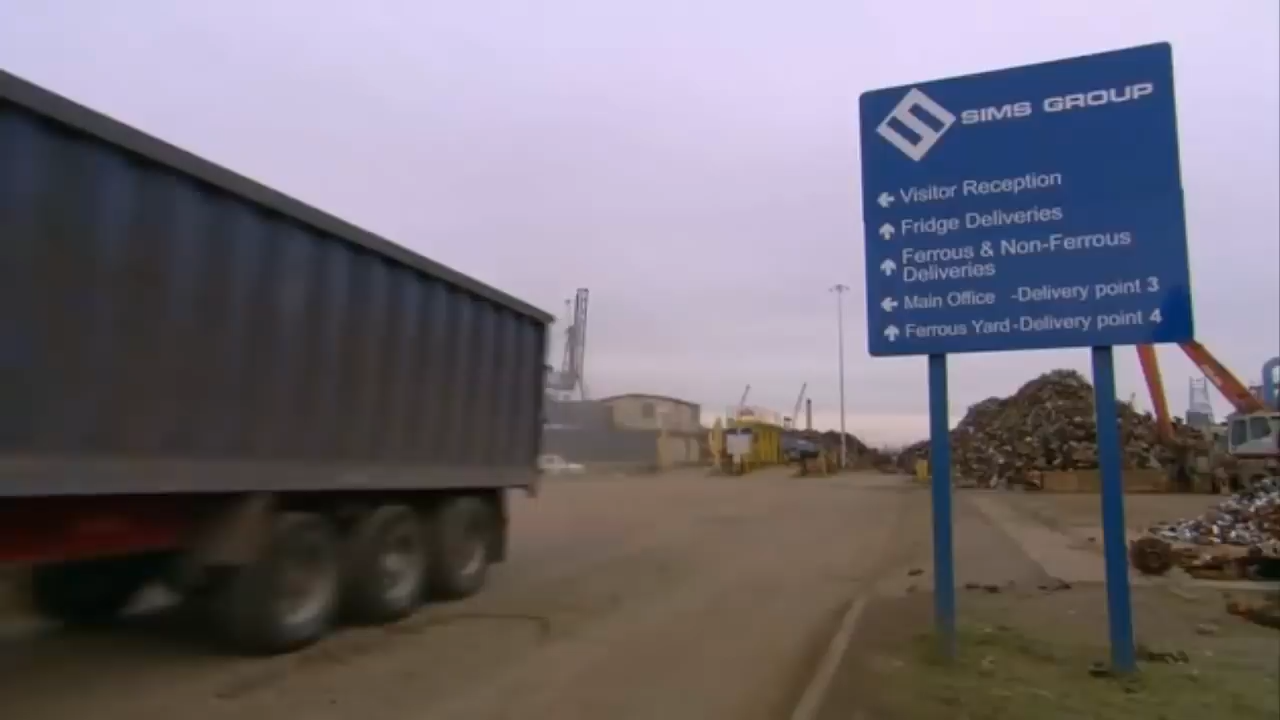 SIMS GROUP
Visitor Reception
Fridge Deliveries
Ferrous & Non-Ferrous
Deliveries
Main Office -Delivery point 3
Ferrous Yard-Delivery point 4